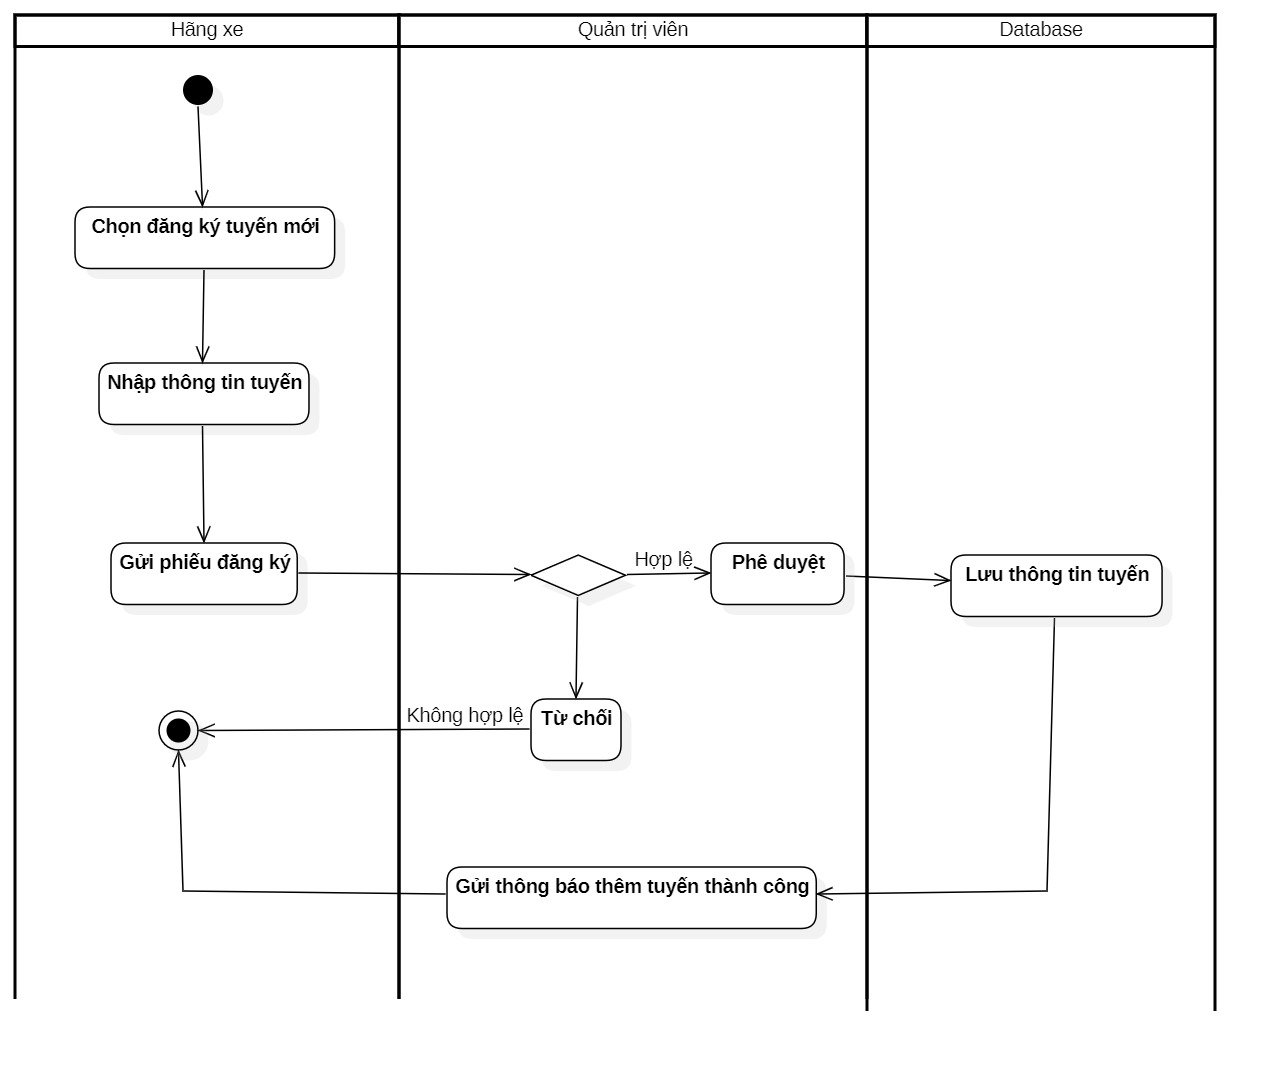 Hãng xe
Quản trị viên
Database
Chọn đăng ký tuyến mới
Nhập thông tin tuyến
Gửi phiếu đăng ký
Hợp lệ
Phê duyệt
Lưu thông tin tuyến
Không hợp lệ
Từ chối
Gửi thông báo thêm tuyến thành công